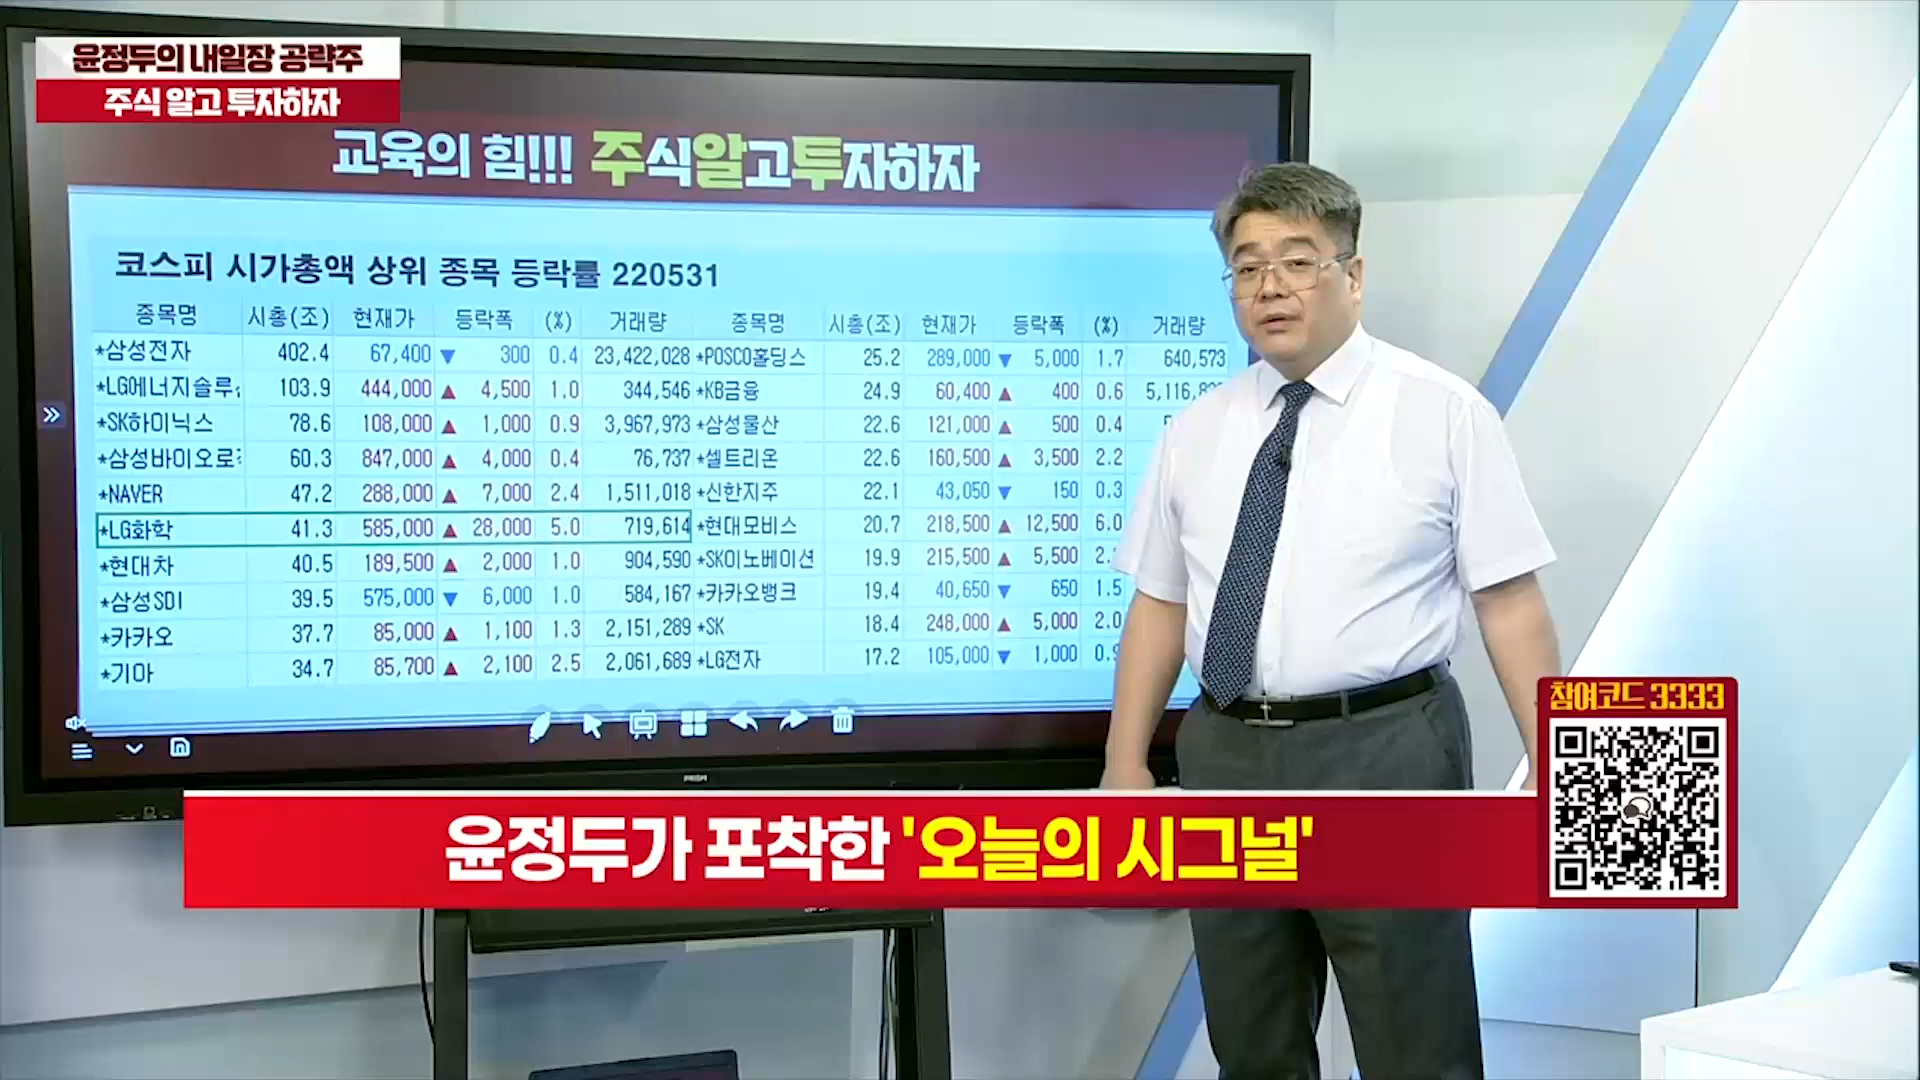 윤정두의 내일장 공략주
주식 알고 투자하자
교육의 힘!!! 주식알고투자하자
코스피 시가총액 상위 종목 등락률 220531
종목명 시총(조) 현재가 등락폭 (%) 거래량 종목명 시총(조) 현재가 등락폭 (%) 거래량
*삼성전자 402.4 67,400 ▼ 300 0.4 23,422,028 *POSCO홀딩스 25.2 289,000 ▼ 5,000 1.7 640,573
*LG에너지솔루 103.9 444,000 ▲ 4,500 1.0 344,546 *KB금융 24.9 60,400 ▲ 400 0.6 5,116,8
*SK하이닉스 78.6 108,000 ▲ 1,000 0.9 3,967,973 *삼성물산 22.6 121,000 ▲ 500 0.4
*삼성바이오로 60.3 847,000 ▲ 4,000 0.4 76,737 *셀트리온 22.6 160,500 ▲ 3,500 2.2
*NAVER 47.2 288,000 ▲ 7,000 2.4 1,511,018 *신한지주 22.1 43,050 ▼ 150 0.3
*LG화학 41.3 585,000 ▲ 28,000 5.0 719,614 *현대모비스 20.7 218,500 ▲ 12,500 6.0
*현대차 40.5 189,500 ▲ 2,000 1.0 904,590 *SK이노베이션 19.9 215,500 ▲ 5,500 2.
*삼성SDI 39.5 575,000 ▼ 6,000 1.0 584,167 *카카오뱅크 19.4 40,650 ▼ 650 1.5
*카카오 37.7 85,000 ▲ 1,100 1.3 2,151,289 *SK 18.4 248,000 ▲ 5,000 2.0
*기아 34.7 85,700 ▲ 2,100 2.5 2,061,689 *LG전자 17.2 105,000 ▼ 1,000 0.9
참여코드 3333
윤정두가 포착한 '오늘의 시그널'